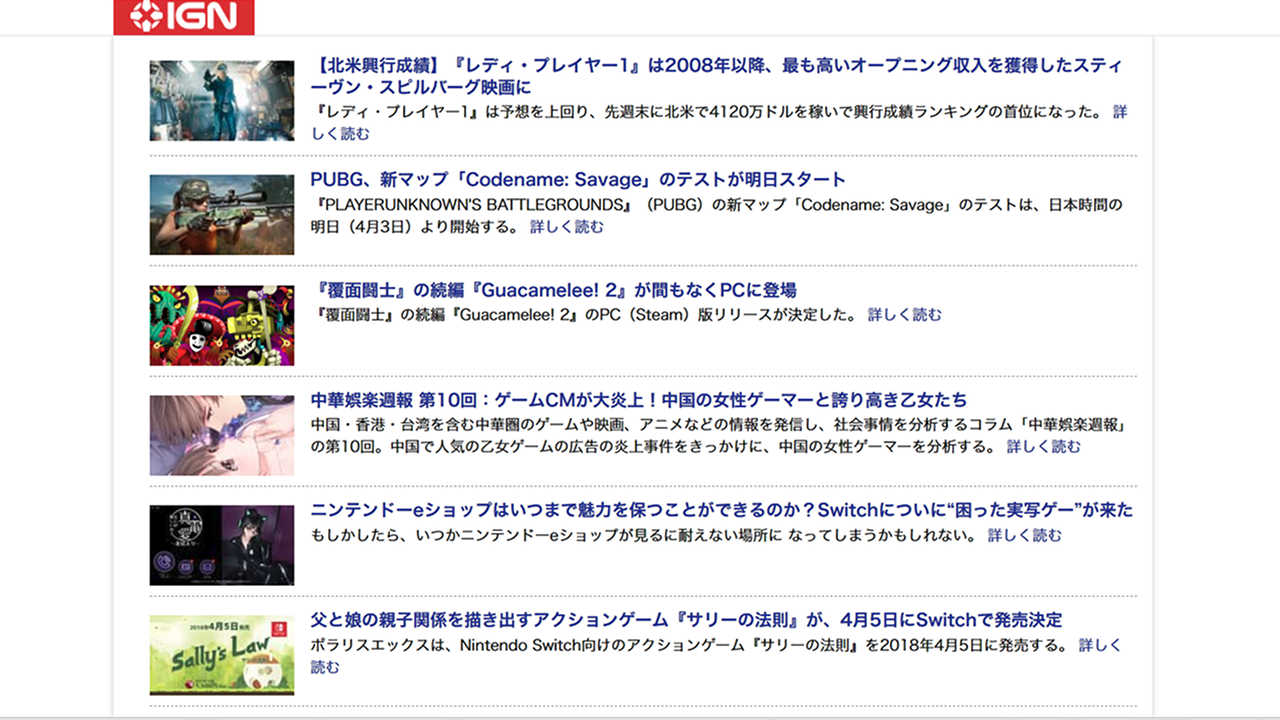 IGN
【北米興行成績】『レディ・プレイヤー1』は2008年以降、最も高いオープニング収入を獲得したスティ
ーヴン・スピルバーグ映画に
『レディ・プレイヤー1』は予想を上回り、先週末に北米で4120万ドルを稼いで興行成績ランキングの首位になった。 詳
しく読む
PUBG、新マップ「Codename: Savage」のテストが明日スタート
『PLAYERUNKNOWN'S BATTLEGROUNDS』（PUBG）の新マップ「Codename: Savage」のテストは、日本時間の
明日（4月3日）より開始する。 詳しく読む
『覆面闘士』の続編『Guacamelee! 2』が間もなくPCに登場
『覆面闘士』の続編『Guacamelee! 2』のPC（Steam）版リリースが決定した。 詳しく読む
中華娯楽週報 第10回：ゲームCMが大炎上！中国の女性ゲーマーと誇り高き乙女たち
中国・香港・台湾を含む中華圏のゲームや映画、アニメなどの情報を発信し、社会事情を分析するコラム「中華娯楽週報」
の第10回。中国で人気の乙女ゲームの広告の炎上事件をきっかけに、中国の女性ゲーマーを分析する。 詳しく読む
ニンテンドーeショップはいつまで魅力を保つことができるのか？Switchについに“困った実写ゲー”が来た
もしかしたら、いつかニンテンドーeショップが見るに耐えない場所に なってしまうかもしれない。 詳しく読む
父と娘の親子関係を描き出すアクションゲーム『サリーの法則』が、4月5日にSwitchで発売決定
2018年4月5日発売
Sally's Law
ポラリスエックスは、Nintendo Switch向けのアクションゲーム『サリーの法則』を2018年4月5日に発売する。 詳しく
読む